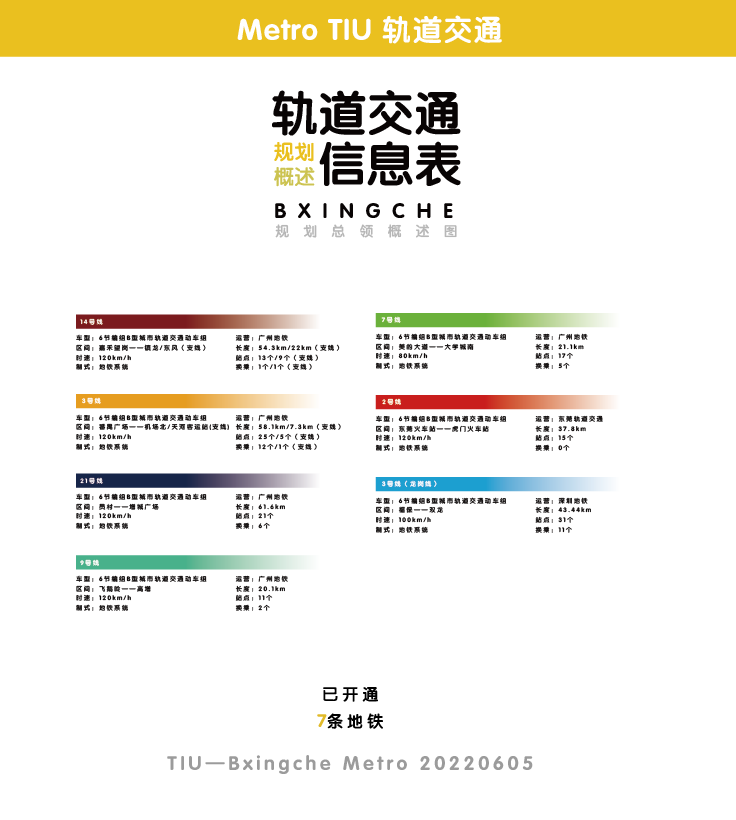 Metro TIU 轨道交通
轨道交通
规划
概述
信息表
BXINGCHE
规划总领概述图
14号线
车型：6节编组B型城市轨道交通动车组 运营：广州地铁
区间：嘉禾望岗——镇龙/东风（支线） 长度：54.3km/22km（支线）
时速：120km/h 站点：13个/9个（支线）
制式：地铁系统 换乘：1个/1个（支线）
3号线
车型：6节编组B型城市轨道交通动车组 运营：广州地铁
区间：番禺广场——机场北/天河客运站(支线) 长度：58.1km/7.3km（支线）
时速：120km/h 站点：25个/5个（支线）
制式：地铁系统 换乘：12个/1个（支线）
21号线
车型：6节编组B型城市轨道交通动车组 运营：广州地铁
区间：员村——增城广场 长度：61.6km
时速：120km/h 站点：21个
制式：地铁系统 换乘：6个
9号线
车型：6节编组B型城市轨道交通动车组 运营：广州地铁
区间：飞鹅岭——高增 长度：20.1km
时速：120km/h 站点：11个
制式：地铁系统 换乘：2个
7号线
车型：6节编组B型城市轨道交通动车组 运营：广州地铁
区间：美的大道——大学城南 长度：21.1km
时速：80km/h 站点：17个
制式：地铁系统 换乘：5个
2号线
车型：6节编组B型城市轨道交通动车组 运营：东莞轨道交通
区间：东莞火车站——虎门火车站 长度：37.8km
时速：120km/h 站点：15个
制式：地铁系统 换乘：0个
3号线（龙岗线）
车型：6节编组B型城市轨道交通动车组 运营：深圳地铁
区间：福保——双龙 长度：43.44km
时速：100km/h 站点：31个
制式：地铁系统 换乘：11个
已开通
7条地铁
TIU—Bxingche Metro 20220605